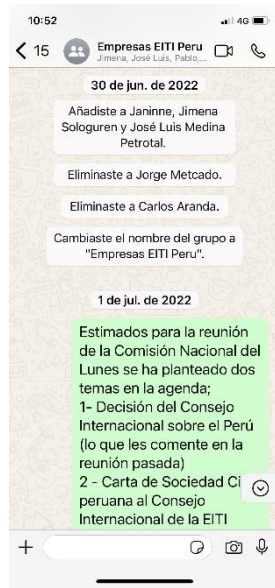 10:52
4G
15
Empresas EITI Peru
Jimena, José Luis, Pablo,...
30 de jun. de 2022
Añadiste a Janinne, Jimena
Sologuren y José Luis Medina
Petrotal.
Eliminaste a Jorge Metcado.
Eliminaste a Carlos Aranda.
Cambiaste el nombre del grupo a
"Empresas EITI Peru".
1 de jul. de 2022
Estimados para la reunión
de la Comisión Nacional del
Lunes se ha planteado dos
temas en la agenda;
1- Decisión del Consejo
Internacional sobre el Perú
(lo que les comente en la
reunión pasada)
2 - Carta de Sociedad Ci
peruana al Consejo
Internacional de la EITI